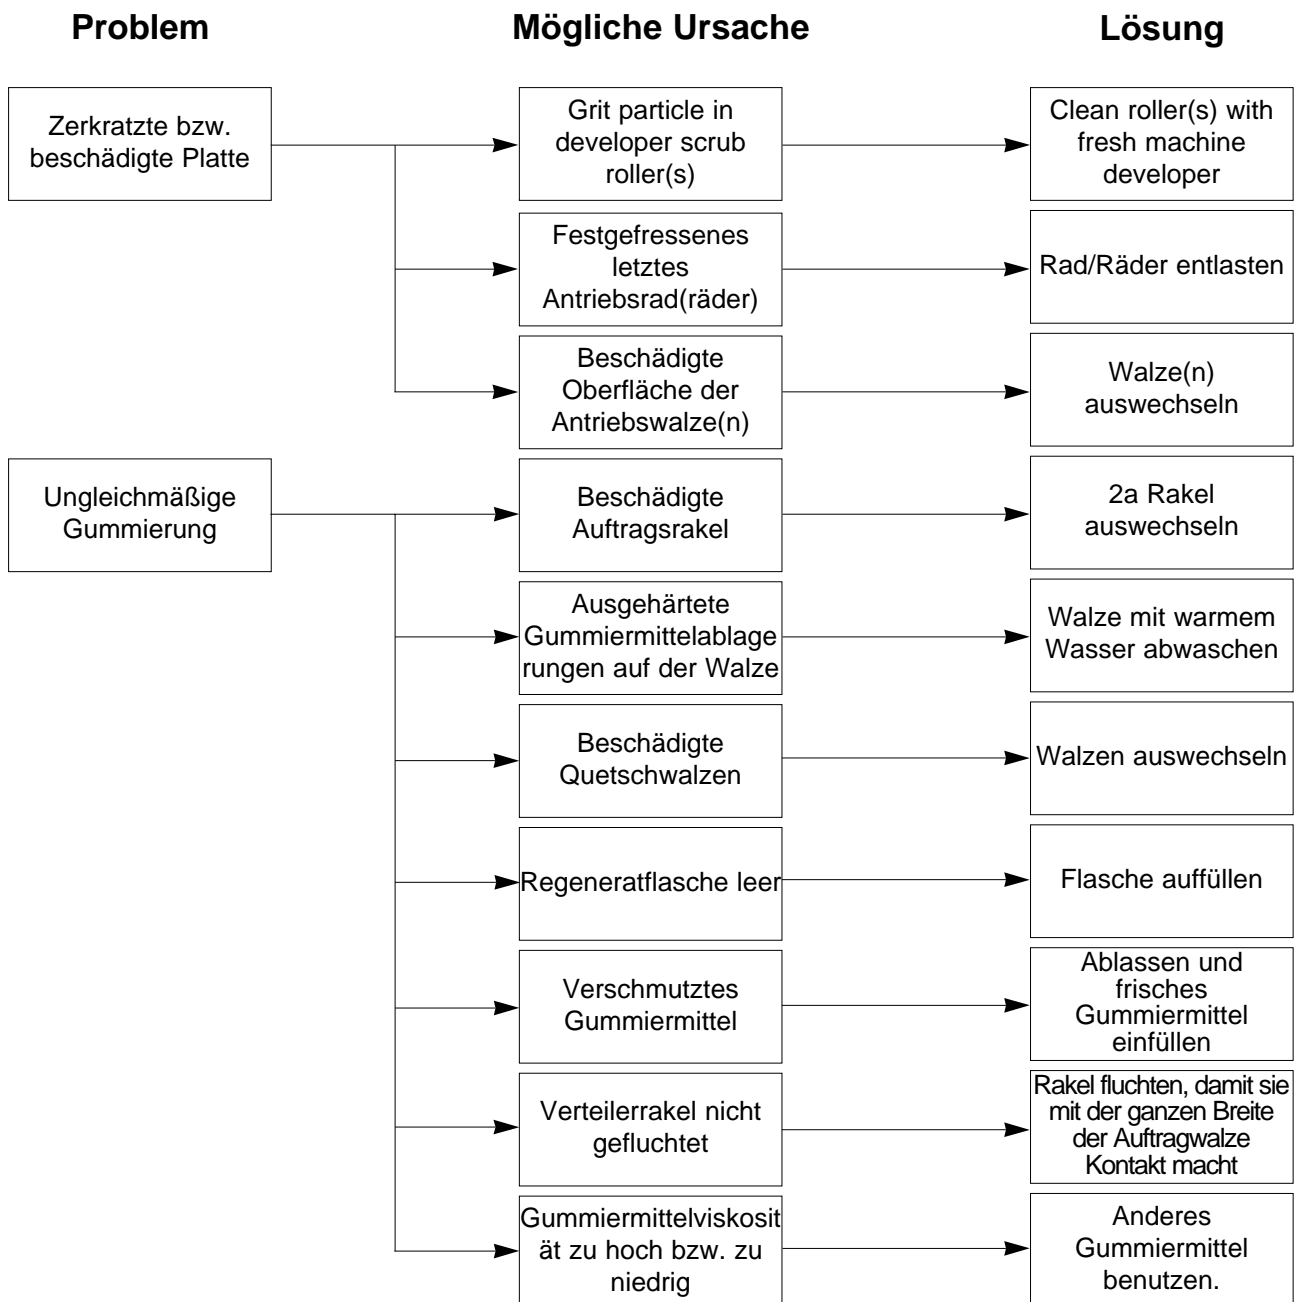 Problem
Mögliche Ursache
Lösung
Zerkratzte bzw.
beschädigte Platte
Grit particle in
developer scrub
roller(s)
Clean roller(s) with
fresh machine
developer
Festgefressenes
letztes
Antriebsrad(räder)
Rad/Räder entlasten
Beschädigte
Oberfläche der
Antriebswalze(n)
Walze(n)
auswechseln
Ungleichmäßige
Gummierung
Beschädigte
Auftragsrakel
2a Rakel
auswechseln
Ausgehärtete
Gummiermittelablage
rungen auf der Walze
Walze mit warmem
Wasser abwaschen
Beschädigte
Quetschwalzen
Walzen auswechseln
Regeneratflasche leer
Flasche auffüllen
Verschmutztes
Gummiermittel
Ablassen und
frisches
Gummiermittel
einfüllen
Verteilerrakel nicht
gefluchtet
Rakel fluchten, damit sie
mit der ganzen Breite
der Auftragwalze
Kontakt macht
Gummiermittelviskosit
ät zu hoch bzw. zu
niedrig
Anderes
Gummiermittel
benutzen.